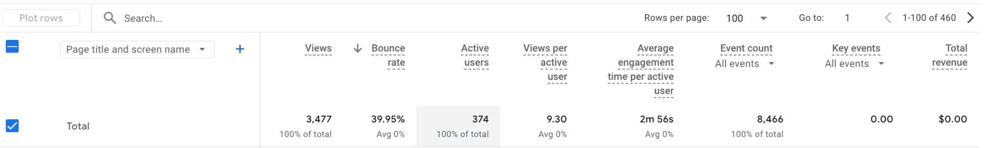 Plot rows
Search…
Rows per page:
100
Go to:
1
1-100 of 460
Page title and screen name
+
Views
Bounce
rate
Active
users
Views per
active
user
Average
engagement
time per active
user
Event count
All events
Key events
All events
Total
revenue
Total
3,477
100% of total
39.95%
Avg 0%
374
100% of total
9.30
Avg 0%
2m 56s
Avg 0%
8,466
100% of total
0.00
$0.00